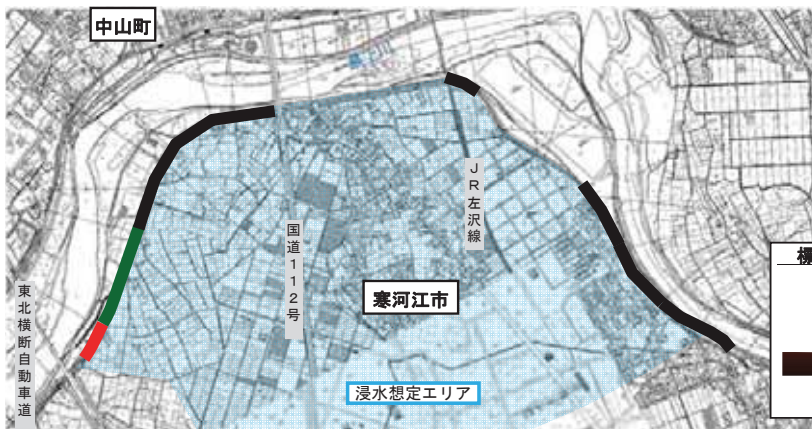 中山町
JR左沢線
国道112号
寒河江市
東北横断自動車道
浸水想定エリア